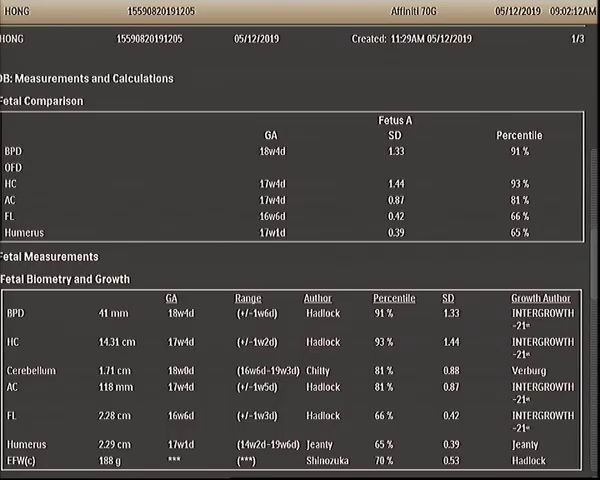 HONG 15590820191205 Affiniti 70G 05/12/2019 09:02:12AM
HONG 15590820191205 05/12/2019 Created: 11:29AM 05/12/2019 1/3
OB: Measurements and Calculations
Fetal Comparison
Fetus A
GA SD Percentile
BPD 18w4d 1.33 91 %
OFD
HC 17w4d 1.44 93 %
AC 17w4d 0.87 81 %
FL 16w6d 0.42 66 %
Humerus 17w1d 0.39 65 %
Fetal Measurements
Fetal Biometry and Growth
GA Range Author Percentile SD Growth Author
BPD 41 mm 18w4d (+/-1w6d) Hadlock 91 % 1.33 INTERGROWTH
-21st
HC 14.31 cm 17w4d (+/-1w2d) Hadlock 93 % 1.44 INTERGROWTH
-21st
Cerebellum 1.71 cm 18w0d (16w6d-19w3d) Chitty 81 % 0.88 Verburg
AC 118 mm 17w4d (+/-1w5d) Hadlock 81 % 0.87 INTERGROWTH
-21st
FL 2.28 cm 16w6d (+/-1w3d) Hadlock 66 % 0.42 INTERGROWTH
-21st
Humerus 2.29 cm 17w1d (14w2d-19w6d) Jeanty 65 % 0.39 Jeanty
EFW(c) 188 g *** (***) Shinozuka 70 % 0.53 Hadlock